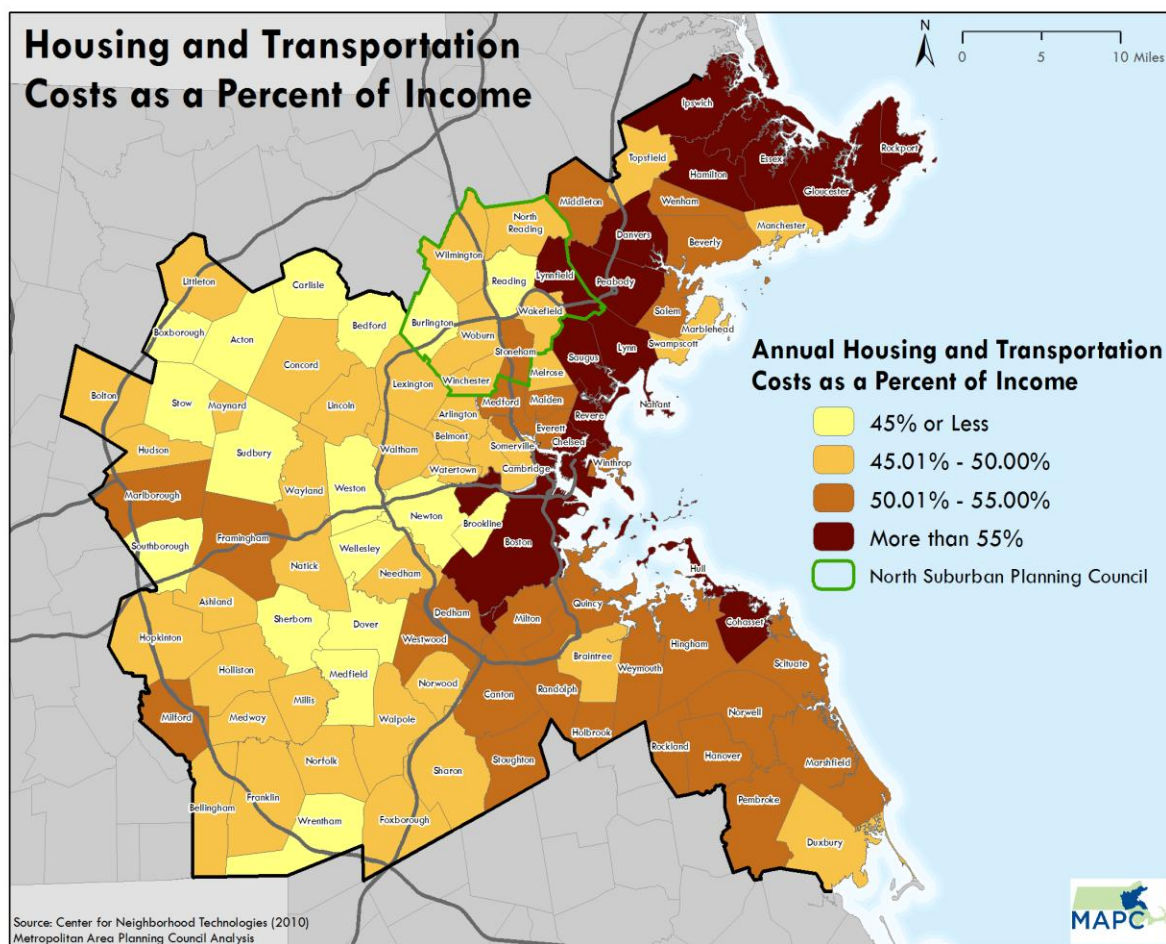 Housing and Transportation
Costs as a Percent of Income
N
0 5 10 Miles
Ipswich
Rockport
Essex
Topsfield
Hamilton
Gloucester
Middleton
Wenham
Manchester
Beverly
Danvers
North
Reading
Wilmington
Lynnfield
Peabody
Reading
Littleton
Carlisle
Salem
Wakefield
Marblehead
Burlington
Bedford
Boxborough
Woburn
Swampscott
Acton
Stoneham
Lynn
Saugus
Concord
Melrose
Winchester
Lexington
Nahant
Bolton
Stow
Maynard
Lincoln
Medford
Malden
Arlington
Revere
Everett
Belmont
Chelsea
Somerville
Hudson
Waltham
Sudbury
Winthrop
Watertown
Cambridge
Weston
Wayland
Marlborough
Newton
Brookline
Framingham
Boston
Southborough
Wellesley
Natick
Needham
Hull
Ashland
Quincy
Dedham
Milton
Sherborn
Dover
Cohasset
Westwood
Hopkinton
Hingham
Braintree
Scituate
Weymouth
Holliston
Medfield
Norwood
Canton
Randolph
Millis
Norwell
Milford
Medway
Walpole
Holbrook
Rockland
Hanover
Norfolk
Stoughton
Marshfield
Sharon
Franklin
Pembroke
Bellingham
Wrentham
Foxborough
Duxbury
Annual Housing and Transportation
Costs as a Percent of Income
45% or Less
45.01% - 50.00%
50.01% - 55.00%
More than 55%
North Suburban Planning Council
Source: Center for Neighborhood Technologies (2010)
Metropolitan Area Planning Council Analysis
MAPC